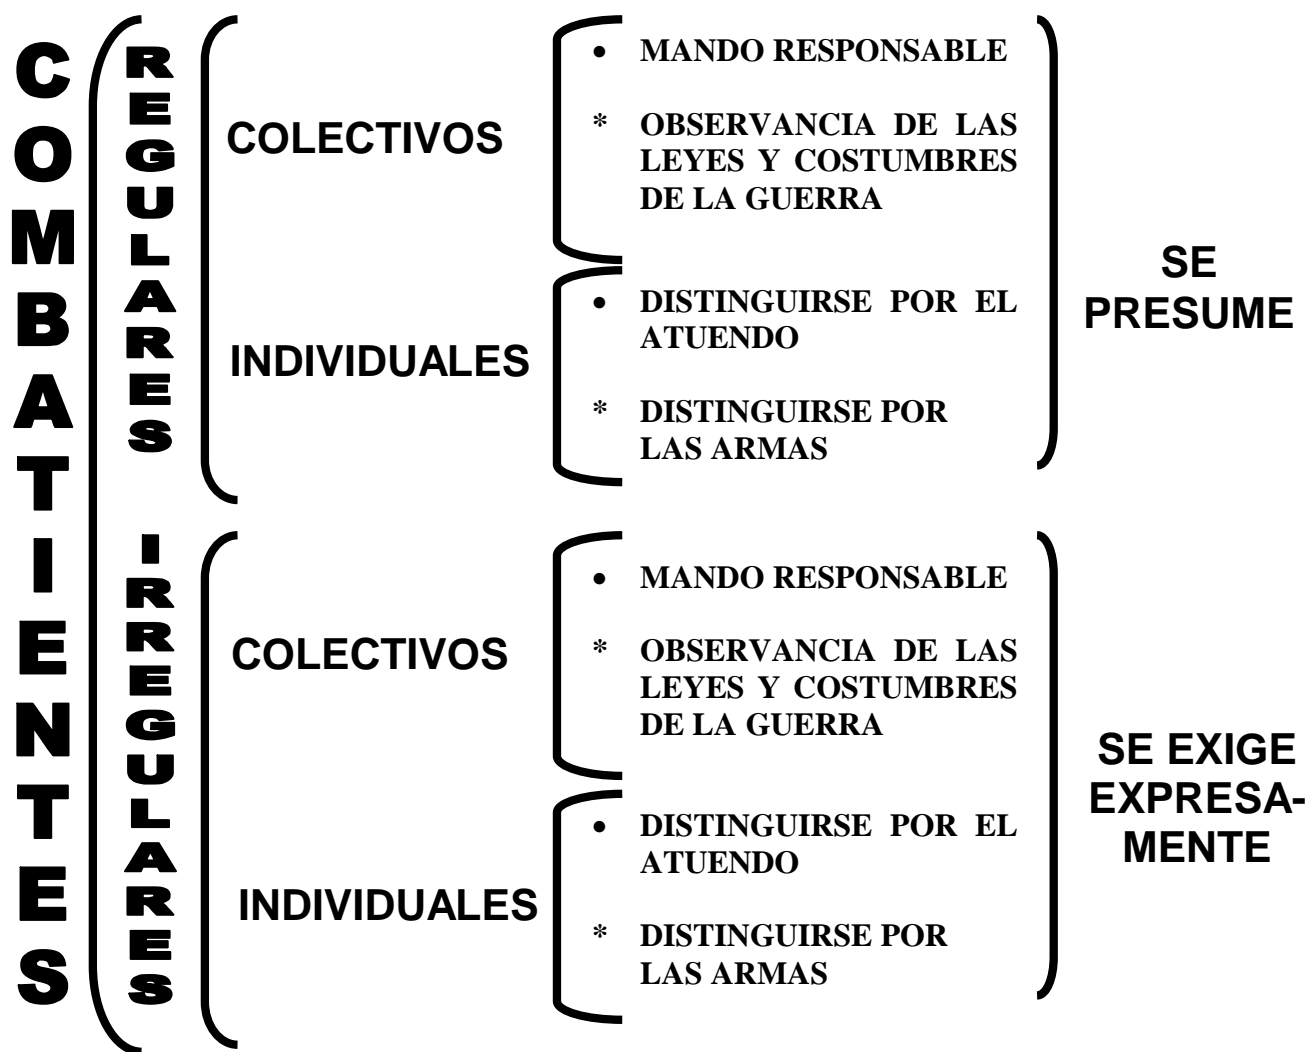 COMBATIENTES
REGULARES
COLECTIVOS
• MANDO RESPONSABLE
* OBSERVANCIA DE LAS
LEYES Y COSTUMBRES
DE LA GUERRA
INDIVIDUALES
• DISTINGUIRSE POR EL
ATUENDO
* DISTINGUIRSE POR
LAS ARMAS
SE
PRESUME
IRREGULARES
COLECTIVOS
• MANDO RESPONSABLE
* OBSERVANCIA DE LAS
LEYES Y COSTUMBRES
DE LA GUERRA
INDIVIDUALES
• DISTINGUIRSE POR EL
ATUENDO
* DISTINGUIRSE POR
LAS ARMAS
SE EXIGE
EXPRESA-
MENTE